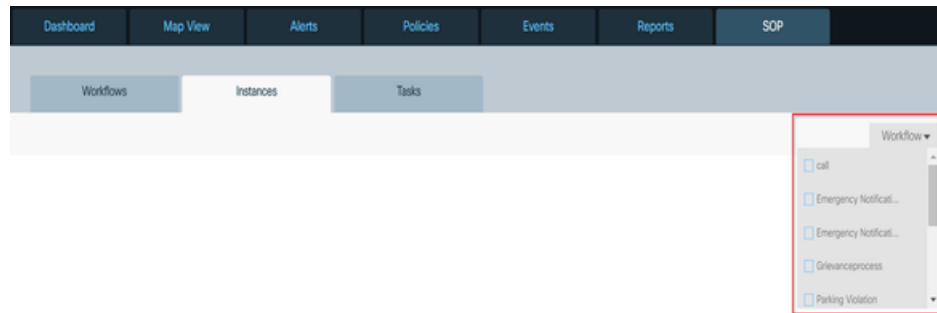 Dashboard Map View Alerts Policies Events Reports SOP
Workflows Instances Tasks
Workflow
call
Emergency Notificati...
Emergency Notificati...
Grievanceprocess
Parking Violation